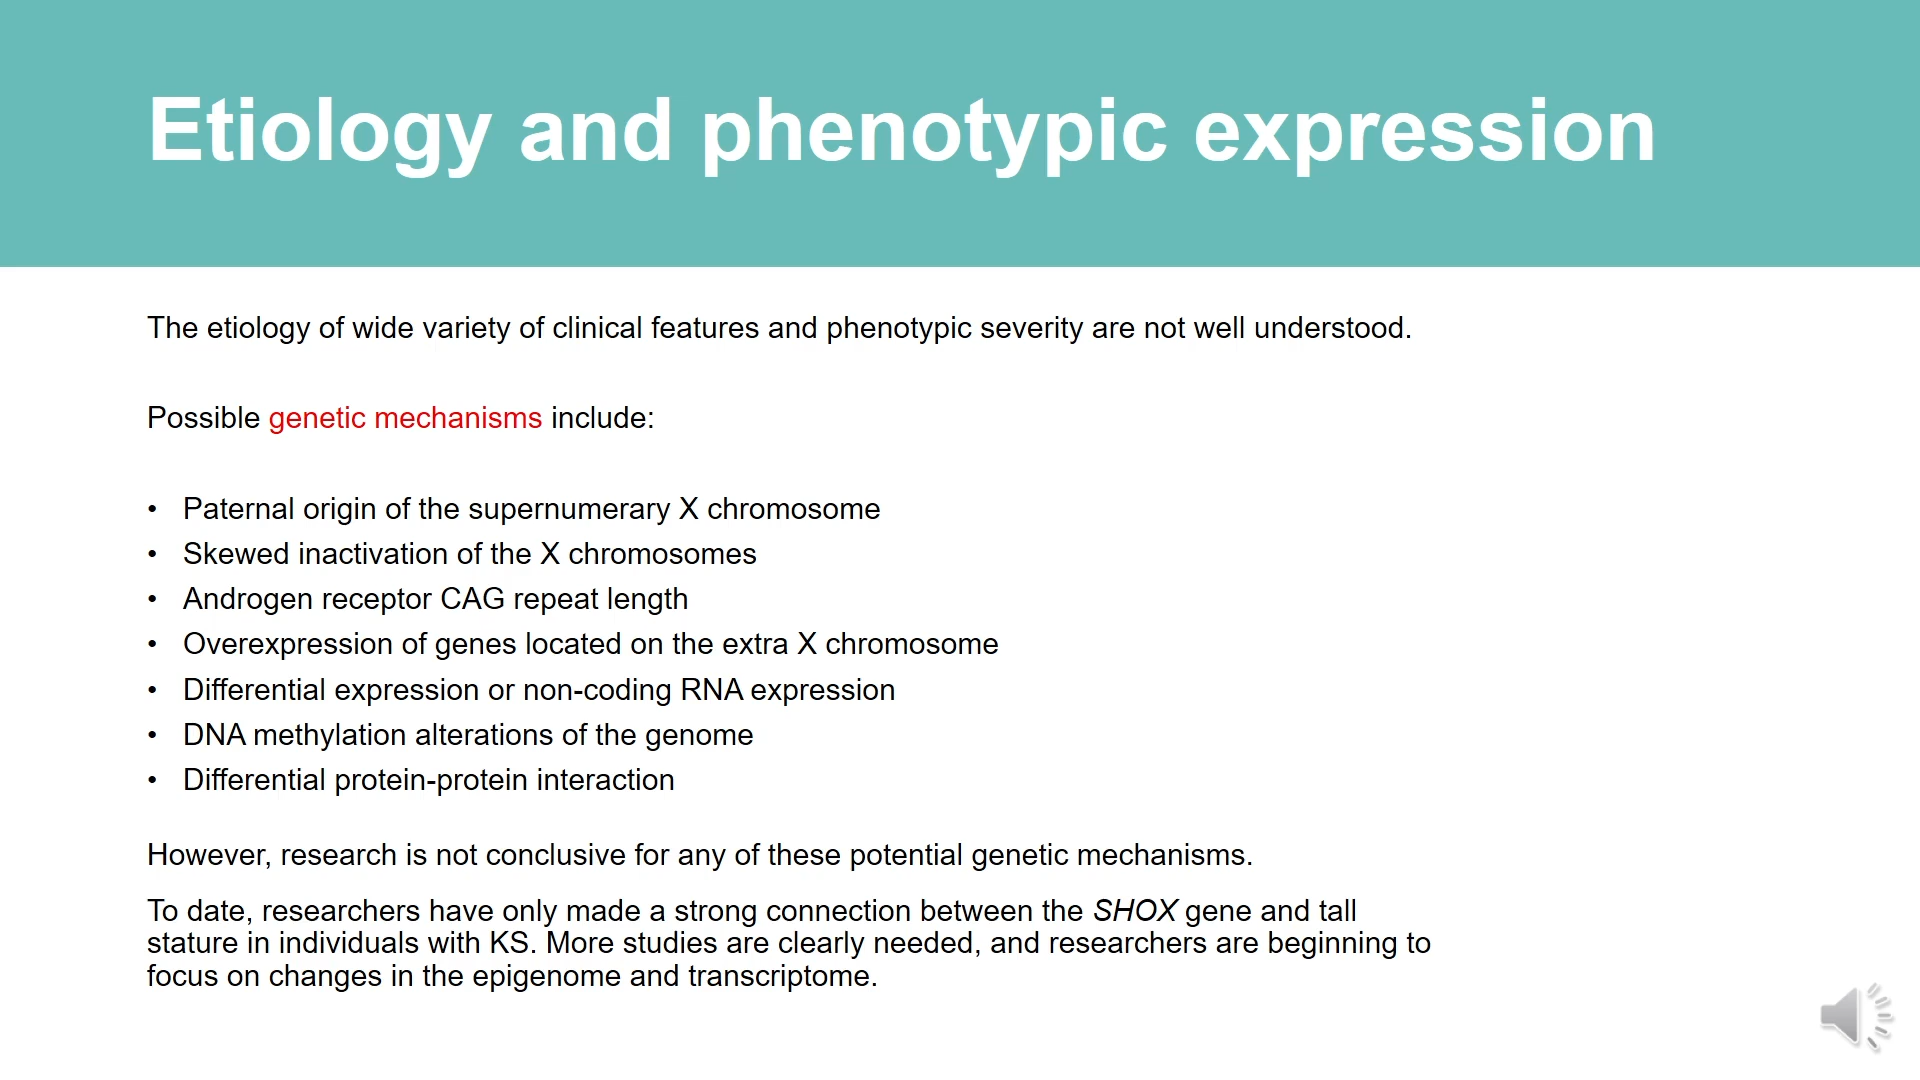 Etiology and phenotypic expression
The etiology of wide variety of clinical features and phenotypic severity are not well understood.
Possible genetic mechanisms include:
• Paternal origin of the supernumerary X chromosome
• Skewed inactivation of the X chromosomes
• Androgen receptor CAG repeat length
• Overexpression of genes located on the extra X chromosome
• Differential expression or non-coding RNA expression
• DNA methylation alterations of the genome
• Differential protein-protein interaction
However, research is not conclusive for any of these potential genetic mechanisms.
To date, researchers have only made a strong connection between the SHOX gene and tall
stature in individuals with KS. More studies are clearly needed, and researchers are beginning to
focus on changes in the epigenome and transcriptome.